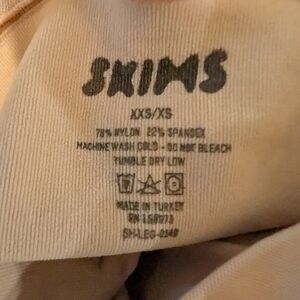 SKIMS
XXS/XS
78% NYLON 22% SPANDEX
MACHINE WASH COLD - DO NOT BLEACH
TUMBLE DRY LOW
MADE IN TURKEY
RN